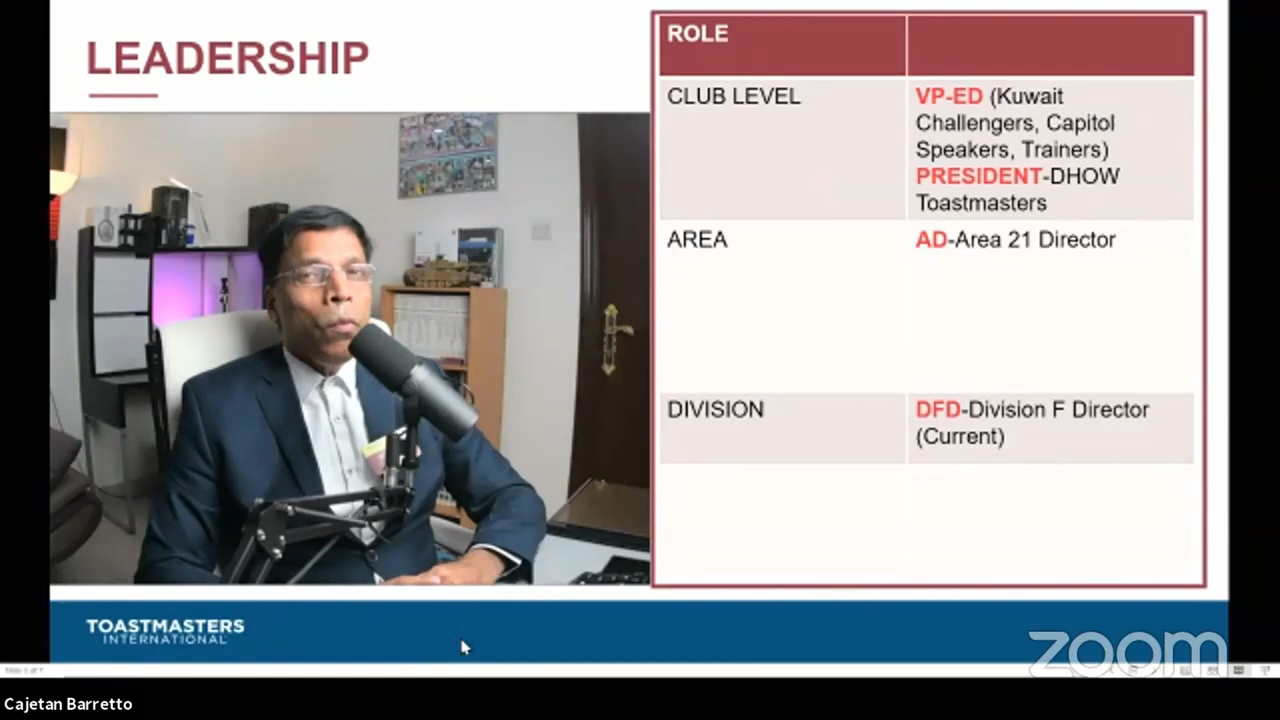 LEADERSHIP
ROLE
CLUB LEVEL
VP-ED (Kuwait
Challengers, Capitol
Speakers, Trainers)
PRESIDENT-DHOW
Toastmasters
AREA
AD-Area 21 Director
DIVISION
DFD-Division F Director
(Current)
TOASTMASTERS
INTERNATIONAL
zoom
Cajetan Barretto